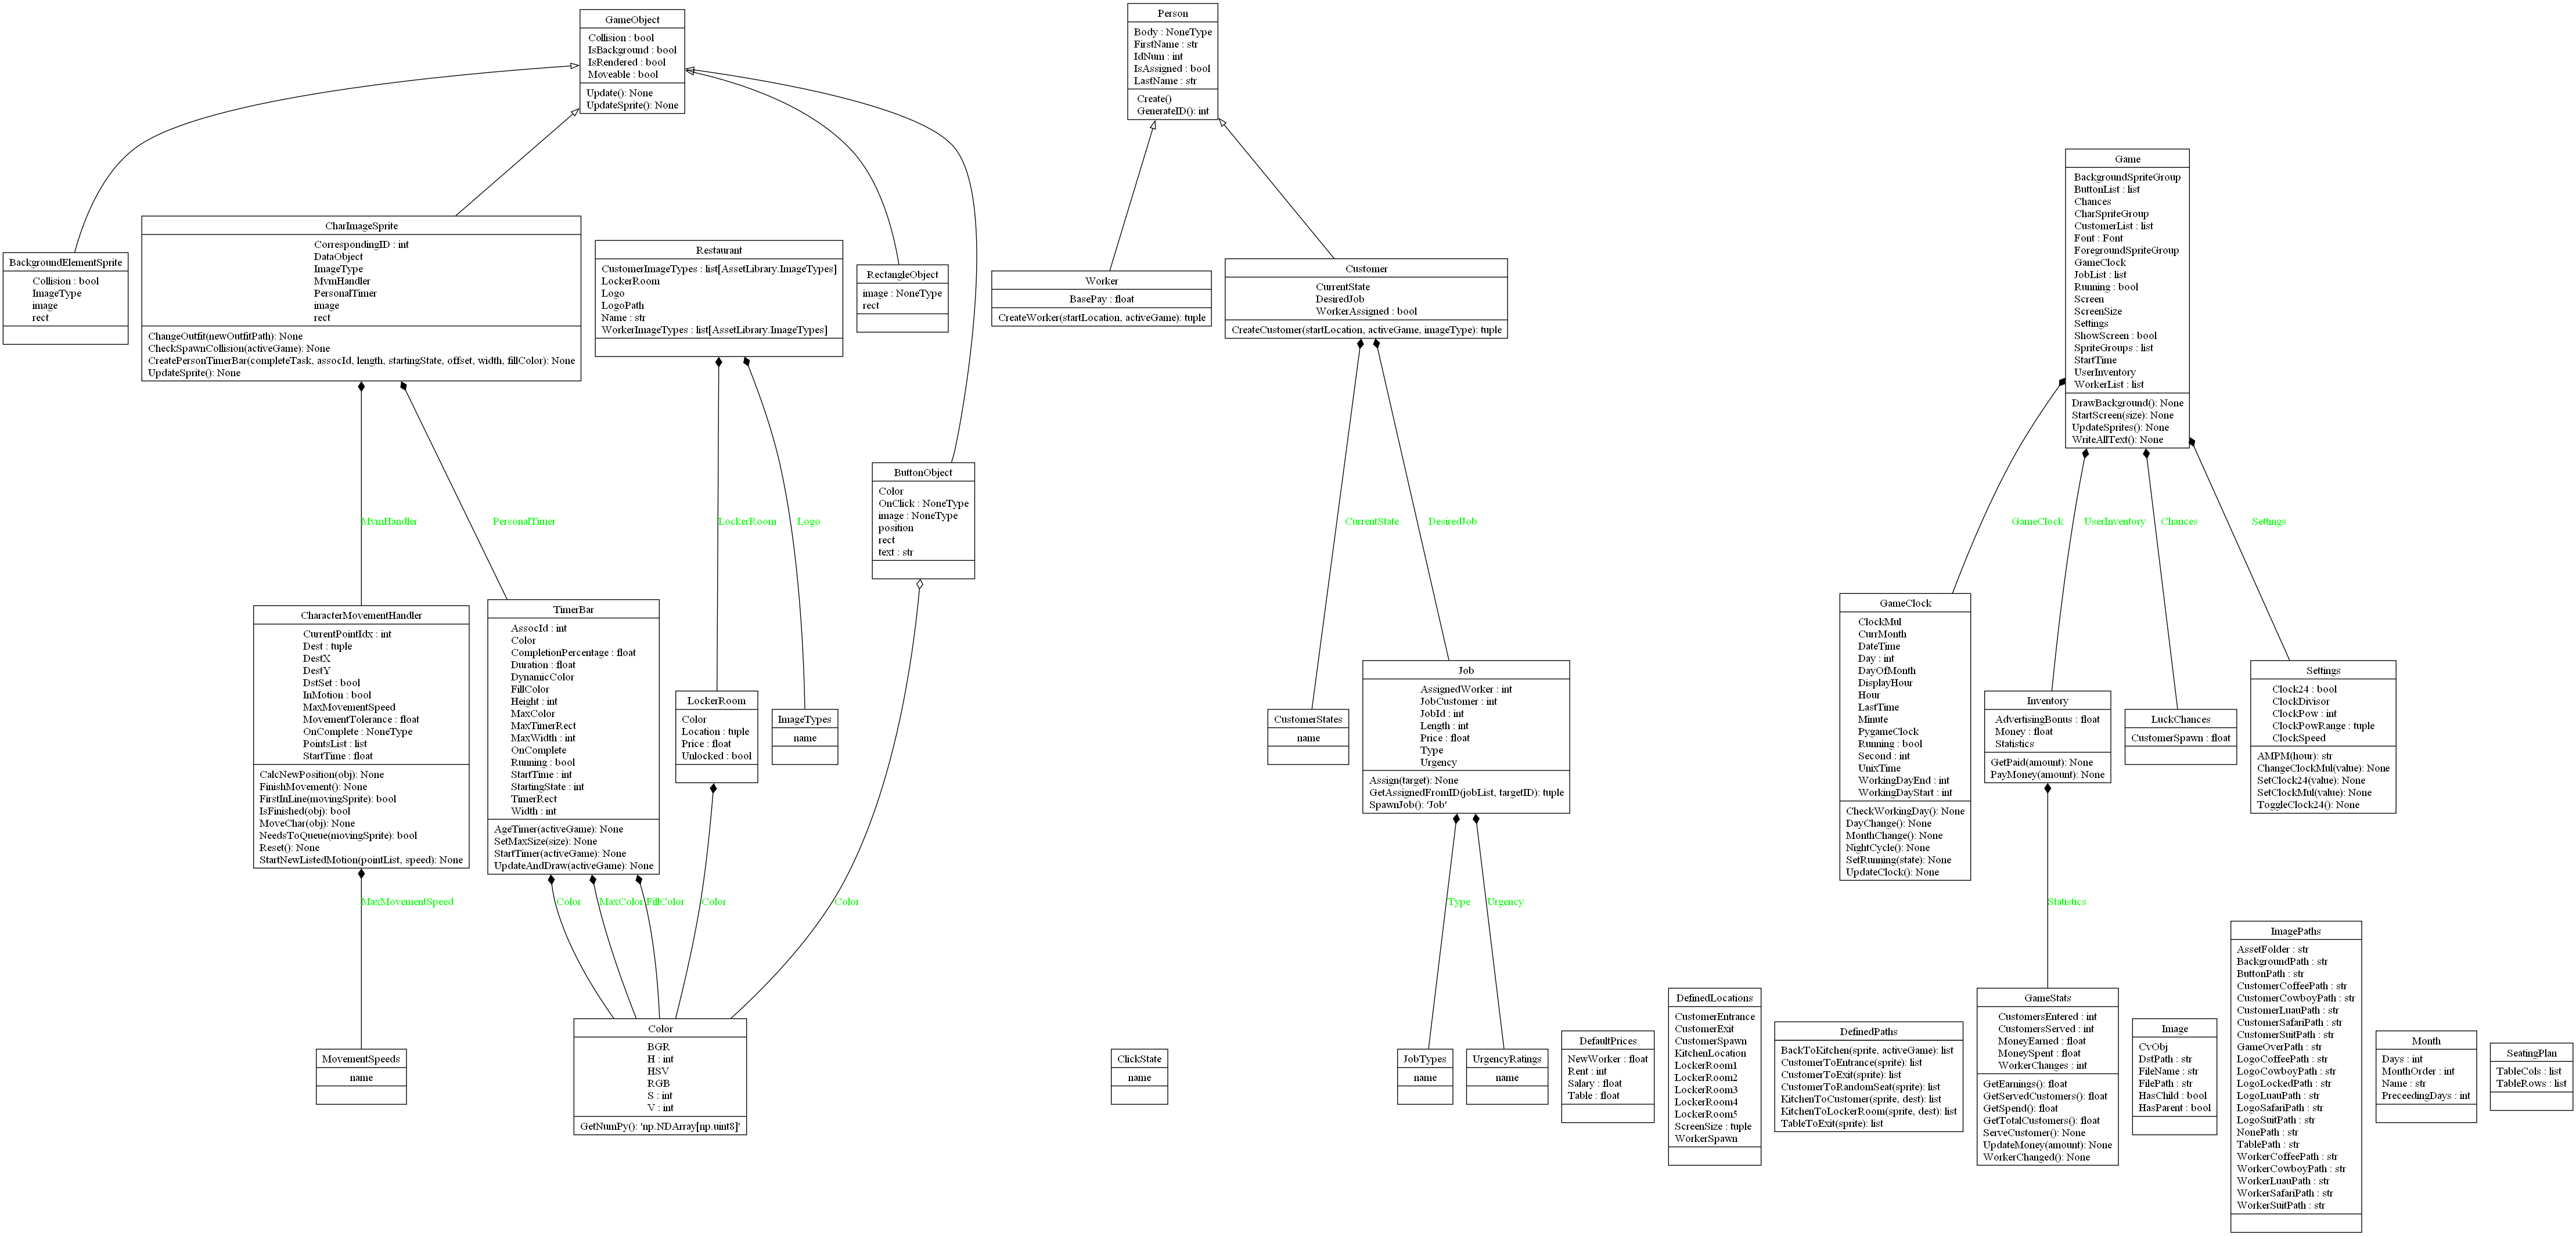 GameObject
Collision : bool
IsBackground : bool
IsRendered : bool
Moveable : bool
Update(): None
UpdateSprite(): None
Person
Body : NoneType
FirstName : str
IdNum : int
IsAssigned : bool
LastName : str
Create()
GenerateID(): int
Game
BackgroundSpriteGroup
ButtonList : list
Chances
CharSpriteGroup
CustomerList : list
Font : Font
ForegroundSpriteGroup
GameClock
JobList : list
Running : bool
Screen
ScreenSize
Settings
ShowScreen : bool
SpriteGroups : list
StartTime
UserInventory
WorkerList : list
DrawBackground(): None
StartScreen(size): None
UpdateSprites(): None
WriteAllText(): None
BackgroundElementSprite
Collision : bool
ImageType
image
rect
CharImageSprite
CorrespondingID : int
DataObject
ImageType
MvmHandler
PersonalTimer
image
rect
ChangeOutfit(newOutfitPath): None
CheckSpawnCollision(activeGame): None
CreatePersonTimerBar(completeTask, assocId, length, startingState, offset, width, fillColor): None
UpdateSprite(): None
Restaurant
CustomerImageTypes : list[AssetLibrary.ImageTypes]
LockerRoom
Logo
LogoPath
Name : str
WorkerImageTypes : list[AssetLibrary.ImageTypes]
RectangleObject
image : NoneType
rect
Worker
BasePay : float
CreateWorker(startLocation, activeGame): tuple
Customer
CurrentState
DesiredJob
WorkerAssigned : bool
CreateCustomer(startLocation, activeGame, imageType): tuple
ButtonObject
Color
OnClick : NoneType
image : NoneType
position
rect
text : str
MvmHandler
PersonalTimer
LockerRoom
Logo
CurrentState
DesiredJob
GameClock
UserInventory
Chances
Settings
CharacterMovementHandler
CurrentPointIdx : int
Dest : tuple
DestX
DestY
DstSet : bool
InMotion : bool
MaxMovementSpeed
MovementTolerance : float
OnComplete : NoneType
PointsList : list
StartTime : float
CalcNewPosition(obj): None
FinishMovement(): None
FirstInLine(movingSprite): bool
IsFinished(obj): bool
MoveChar(obj): None
NeedsToQueue(movingSprite): bool
Reset(): None
StartNewListedMotion(pointList, speed): None
TimerBar
AssocId : int
Color
CompletionPercentage : float
Duration : float
DynamicColor
FillColor
Height : int
MaxColor
MaxTimerRect
MaxWidth : int
OnComplete
Running : bool
StartTime : int
StartingState : int
TimerRect
Width : int
AgeTimer(activeGame): None
SetMaxSize(size): None
StartTimer(activeGame): None
UpdateAndDraw(activeGame): None
LockerRoom
Color
Location : tuple
Price : float
Unlocked : bool
ImageTypes
name
CustomerStates
name
Job
AssignedWorker : int
JobCustomer : int
JobId : int
Length : int
Price : float
Type
Urgency
Assign(target): None
GetAssignedFromID(jobList, targetID): tuple
SpawnJob(): 'Job'
GameClock
ClockMul
CurrMonth
DateTime
Day : int
DayOfMonth
DisplayHour
Hour
LastTime
Minute
PygameClock
Running : bool
Second : int
UnixTime
WorkingDayEnd : int
WorkingDayStart : int
CheckWorkingDay(): None
DayChange(): None
MonthChange(): None
NightCycle(): None
SetRunning(state): None
UpdateClock(): None
Inventory
AdvertisingBonus : float
Money : float
Statistics
GetPaid(amount): None
PayMoney(amount): None
LuckChances
CustomerSpawn : float
Settings
Clock24 : bool
ClockDivisor
ClockPow : int
ClockPowRange : tuple
ClockSpeed
AMPM(hour): str
ChangeClockMul(value): None
SetClock24(value): None
SetClockMul(value): None
ToggleClock24(): None
MaxMovementSpeed
Color
MaxColor
FillColor
Color
Color
Type
Urgency
Statistics
MovementSpeeds
name
Color
BGR
H : int
HSV
RGB
S : int
V : int
GetNumPy(): 'np.NDArray[np.uint8]'
ClickState
name
JobTypes
name
UrgencyRatings
name
DefaultPrices
NewWorker : float
Rent : int
Salary : float
Table : float
DefinedLocations
CustomerEntrance
CustomerExit
CustomerSpawn
KitchenLocation
LockerRoom1
LockerRoom2
LockerRoom3
LockerRoom4
LockerRoom5
ScreenSize : tuple
WorkerSpawn
DefinedPaths
BackToKitchen(sprite, activeGame): list
CustomerToEntrance(sprite): list
CustomerToExit(sprite): list
CustomerToRandomSeat(sprite): list
KitchenToCustomer(sprite, dest): list
KitchenToLockerRoom(sprite, dest): list
TableToExit(sprite): list
GameStats
CustomersEntered : int
CustomersServed : int
MoneyEarned : float
MoneySpent : float
WorkerChanges : int
GetEarnings(): float
GetServedCustomers(): float
GetSpend(): float
GetTotalCustomers(): float
ServeCustomer(): None
UpdateMoney(amount): None
WorkerChanged(): None
Image
CvObj
DstPath : str
FileName : str
FilePath : str
HasChild : bool
HasParent : bool
ImagePaths
AssetFolder : str
BackgroundPath : str
ButtonPath : str
CustomerCoffeePath : str
CustomerCowboyPath : str
CustomerLuauPath : str
CustomerSafariPath : str
CustomerSuitPath : str
GameOverPath : str
LogoCoffeePath : str
LogoCowboyPath : str
LogoLockedPath : str
LogoLuauPath : str
LogoSafariPath : str
LogoSuitPath : str
NonePath : str
TablePath : str
WorkerCoffeePath : str
WorkerCowboyPath : str
WorkerLuauPath : str
WorkerSafariPath : str
WorkerSuitPath : str
Month
Days : int
MonthOrder : int
Name : str
PreceedingDays : int
SeatingPlan
TableCols : list
TableRows : list